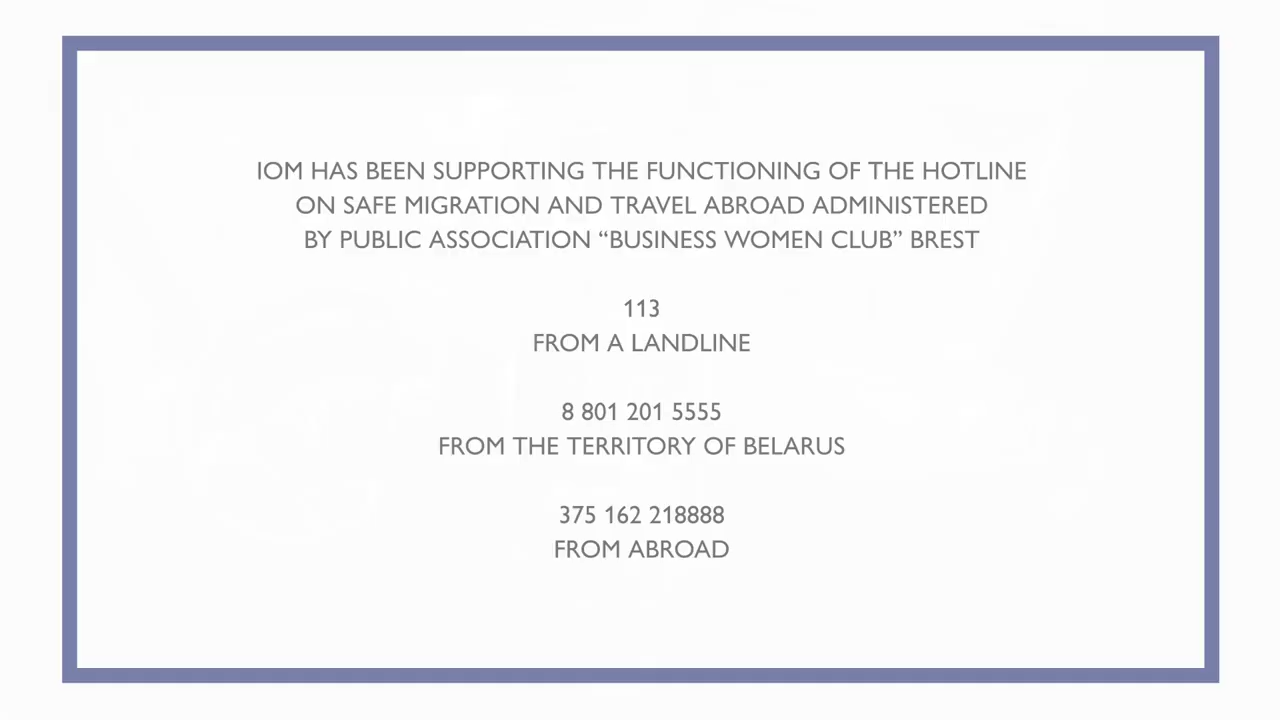 IOM HAS BEEN SUPPORTING THE FUNCTIONING OF THE HOTLINE
ON SAFE MIGRATION AND TRAVEL ABROAD ADMINISTERED
BY PUBLIC ASSOCIATION “BUSINESS WOMEN CLUB” BREST
113
FROM A LANDLINE
8 801 201 5555
FROM THE TERRITORY OF BELARUS
375 162 218888
FROM ABROAD